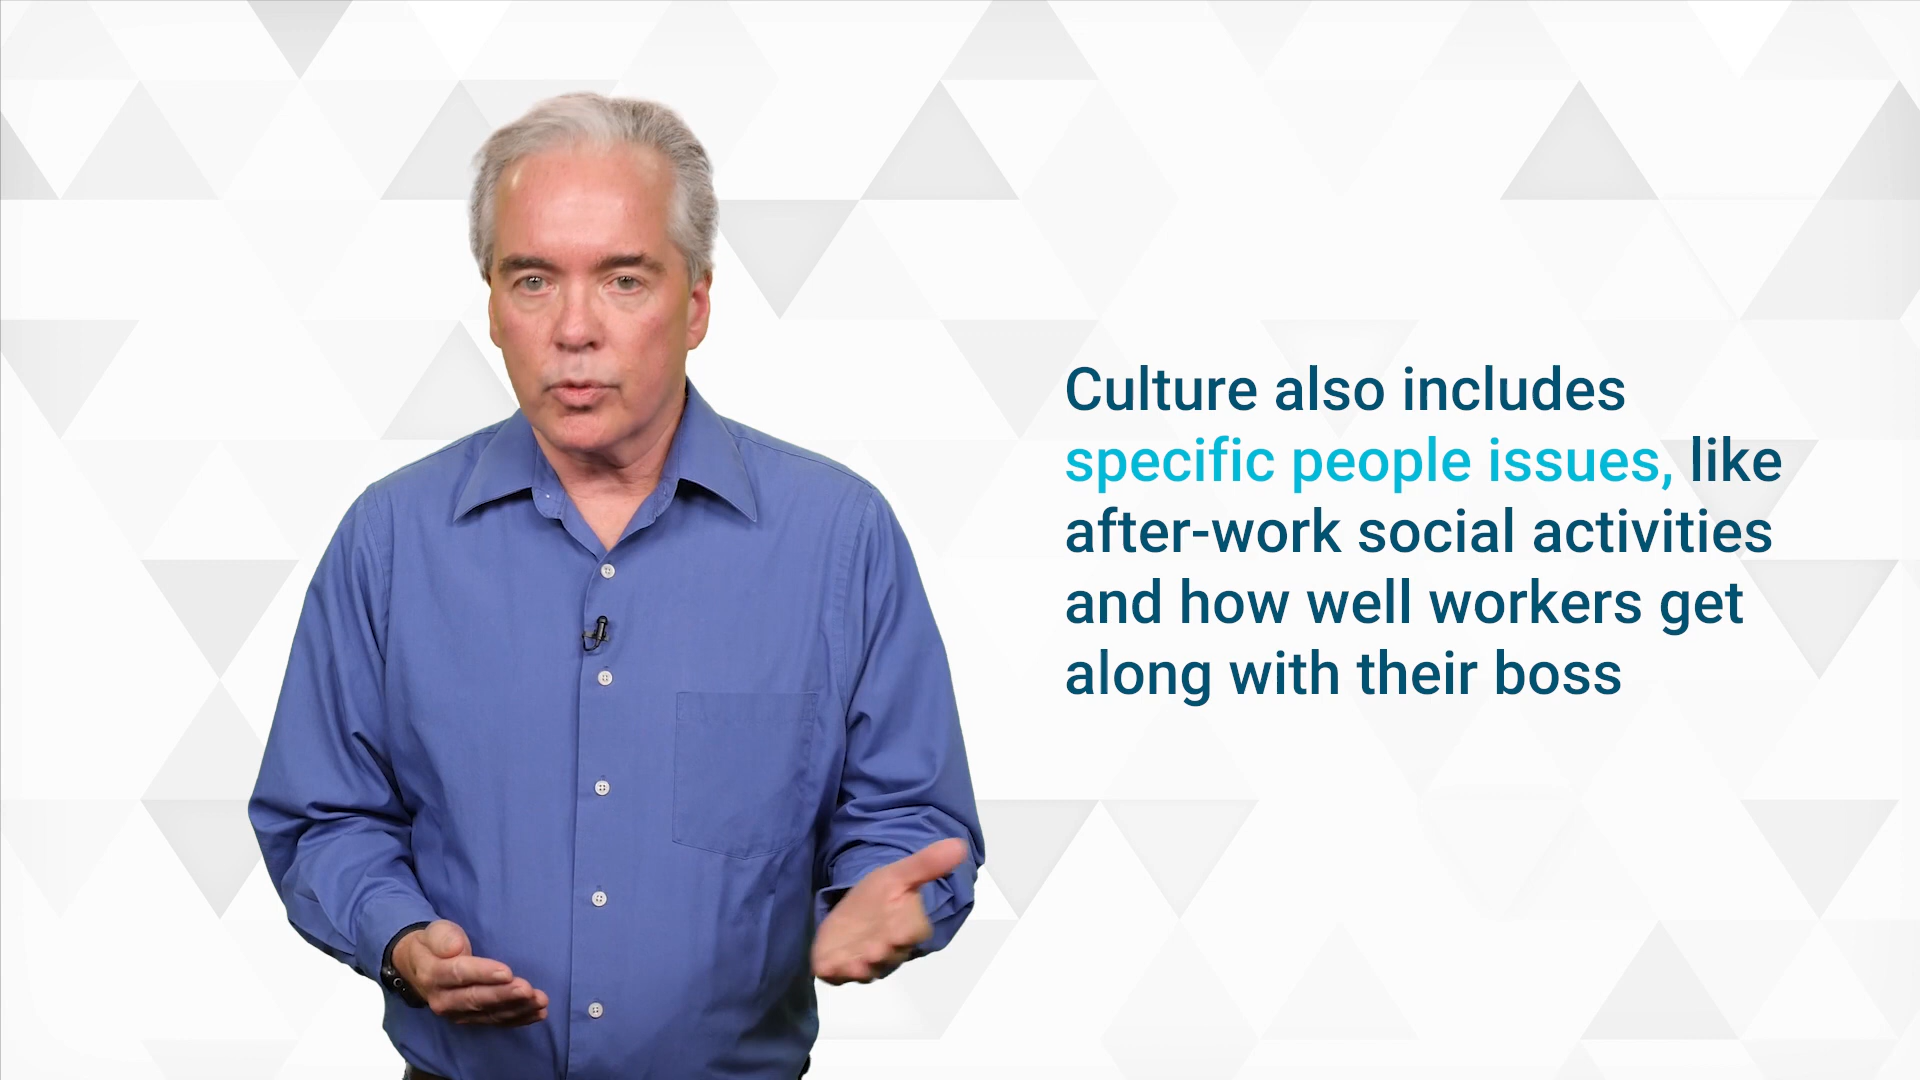 Culture also includes
specific people issues, like
after-work social activities
and how well workers get
along with their boss